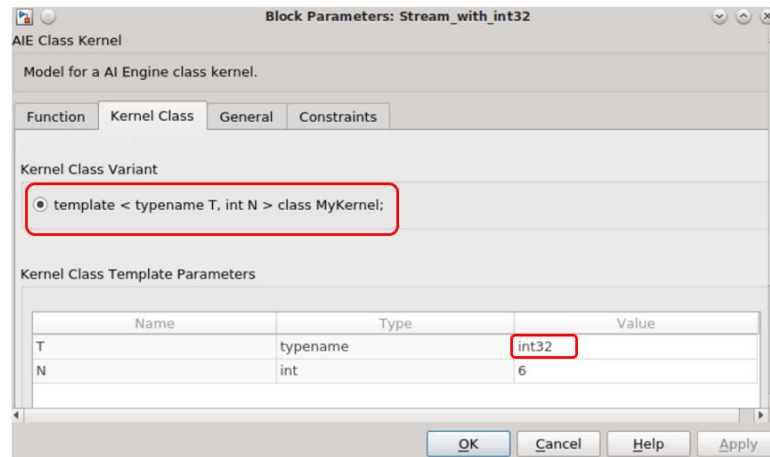 Block Parameters: Stream_with_int32
AIE Class Kernel
Model for a AI Engine class kernel.
Function Kernel Class General Constraints
Kernel Class Variant
template < typename T, int N > class MyKernel;
Kernel Class Template Parameters
Name Type Value
T typename int32
N int 6
OK Cancel Help Apply